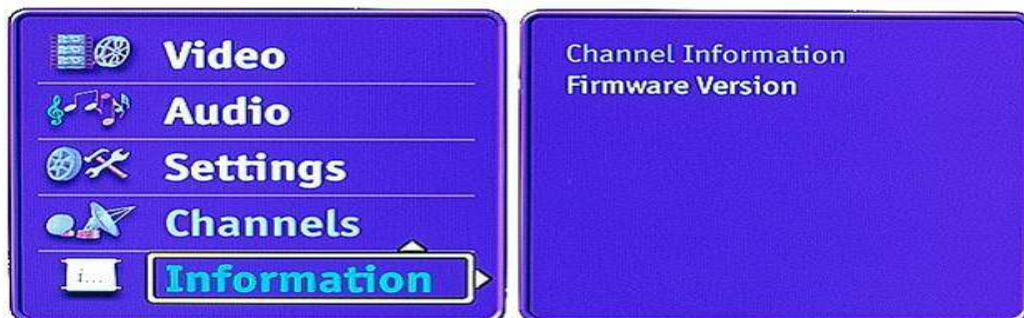 Video
Audio
Settings
Channels
i...
Information
Channel Information
Firmware Version